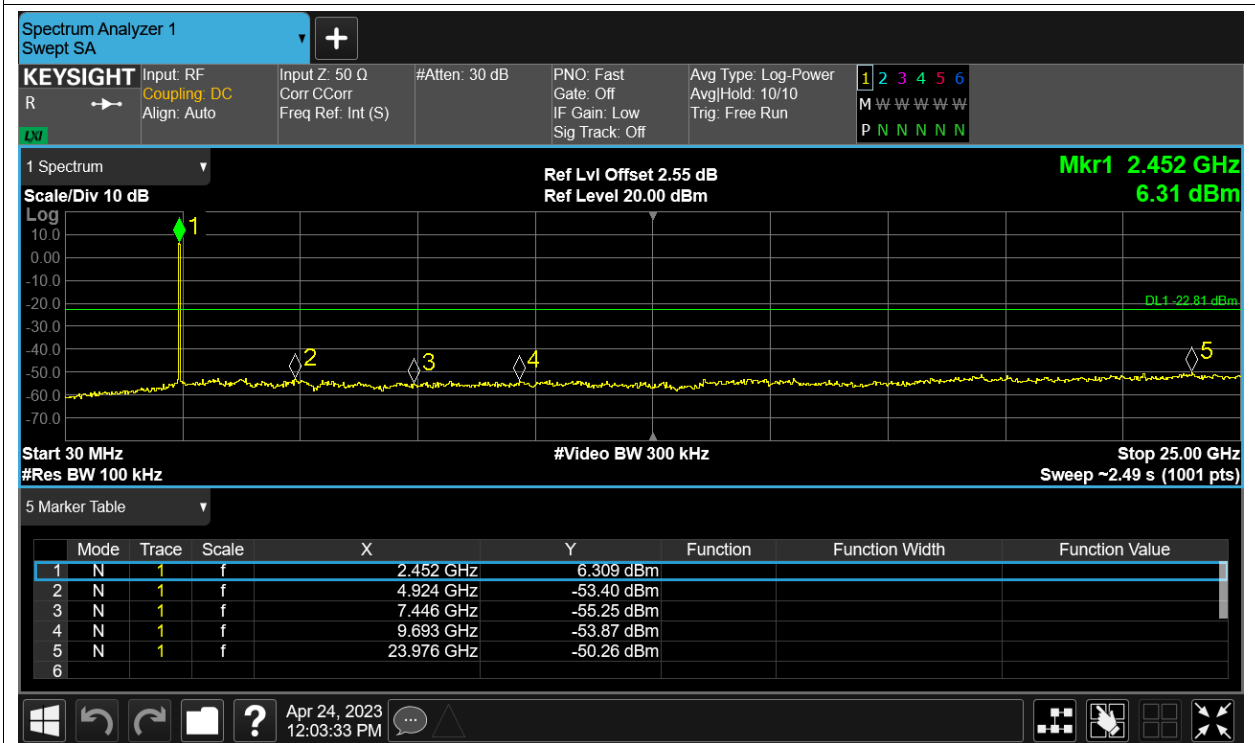 Spectrum Analyzer 1
Swept SA
KEYSIGHT
R
LXI
Input: RF
Coupling: DC
Align: Auto
Input Z: 50 Ω
Corr CCorr
Freq Ref: Int (S)
#Atten: 30 dB
PNO: Fast
Gate: Off
IF Gain: Low
Sig Track: Off
Avg Type: Log-Power
Avg|Hold: 10/10
Trig: Free Run
1 2 3 4 5 6
M W W W W W
P N N N N N
1 Spectrum
Scale/Div 10 dB
Ref Lvl Offset 2.55 dB
Ref Level 20.00 dBm
Mkr1 2.452 GHz
6.31 dBm
Log
10.0
0.00
-10.0
-20.0
-30.0
-40.0
-50.0
-60.0
-70.0
1
2
3
4
5
DL1 -22.81 dBm
Start 30 MHz
#Video BW 300 kHz
Stop 25.00 GHz
#Res BW 100 kHz
Sweep ~2.49 s (1001 pts)
5 Marker Table
Mode Trace Scale X Y Function Function Width Function Value
1 N 1 f 2.452 GHz 6.309 dBm
2 N 1 f 4.924 GHz -53.40 dBm
3 N 1 f 7.446 GHz -55.25 dBm
4 N 1 f 9.693 GHz -53.87 dBm
5 N 1 f 23.976 GHz -50.26 dBm
6
?
Apr 24, 2023
12:03:33 PM